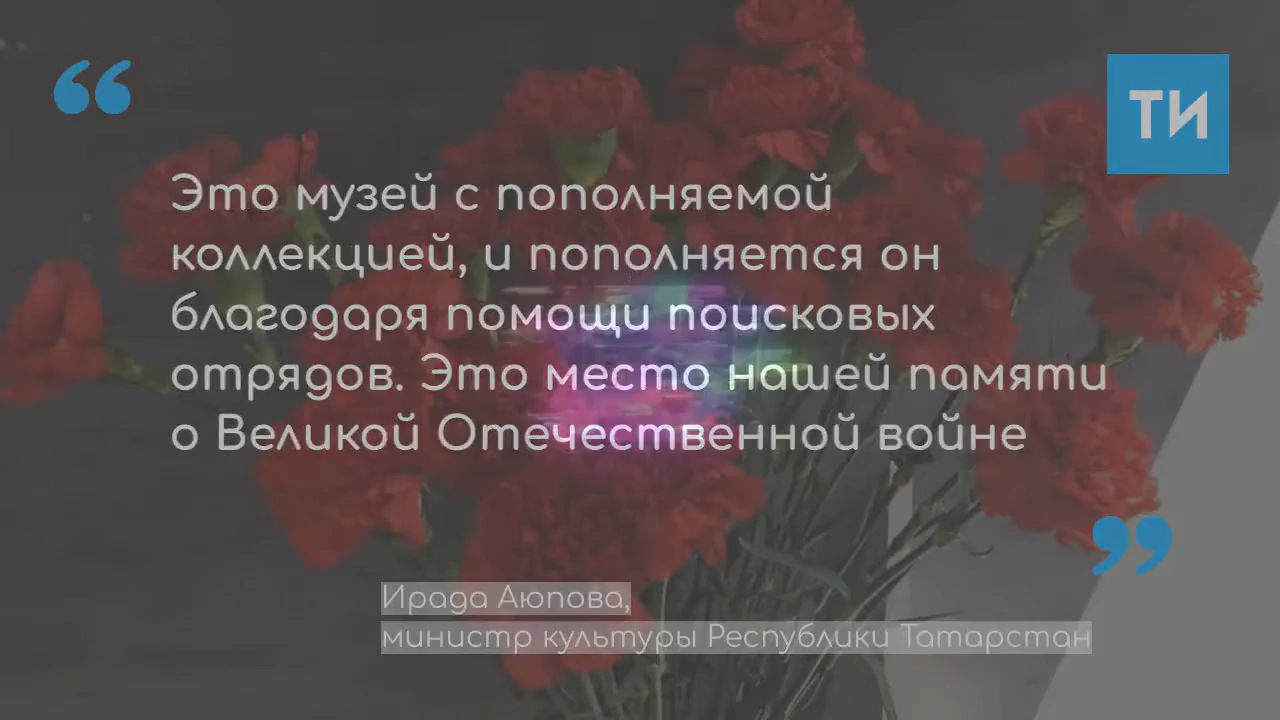 ТИ
Это музей с пополняемой
коллекцией, и пополняется он
благодаря помощи поисковых
отрядов. Это место нашей памяти
о Великой Отечественной войне
Ирада Аюпова,
министр культуры Республики Татарстан